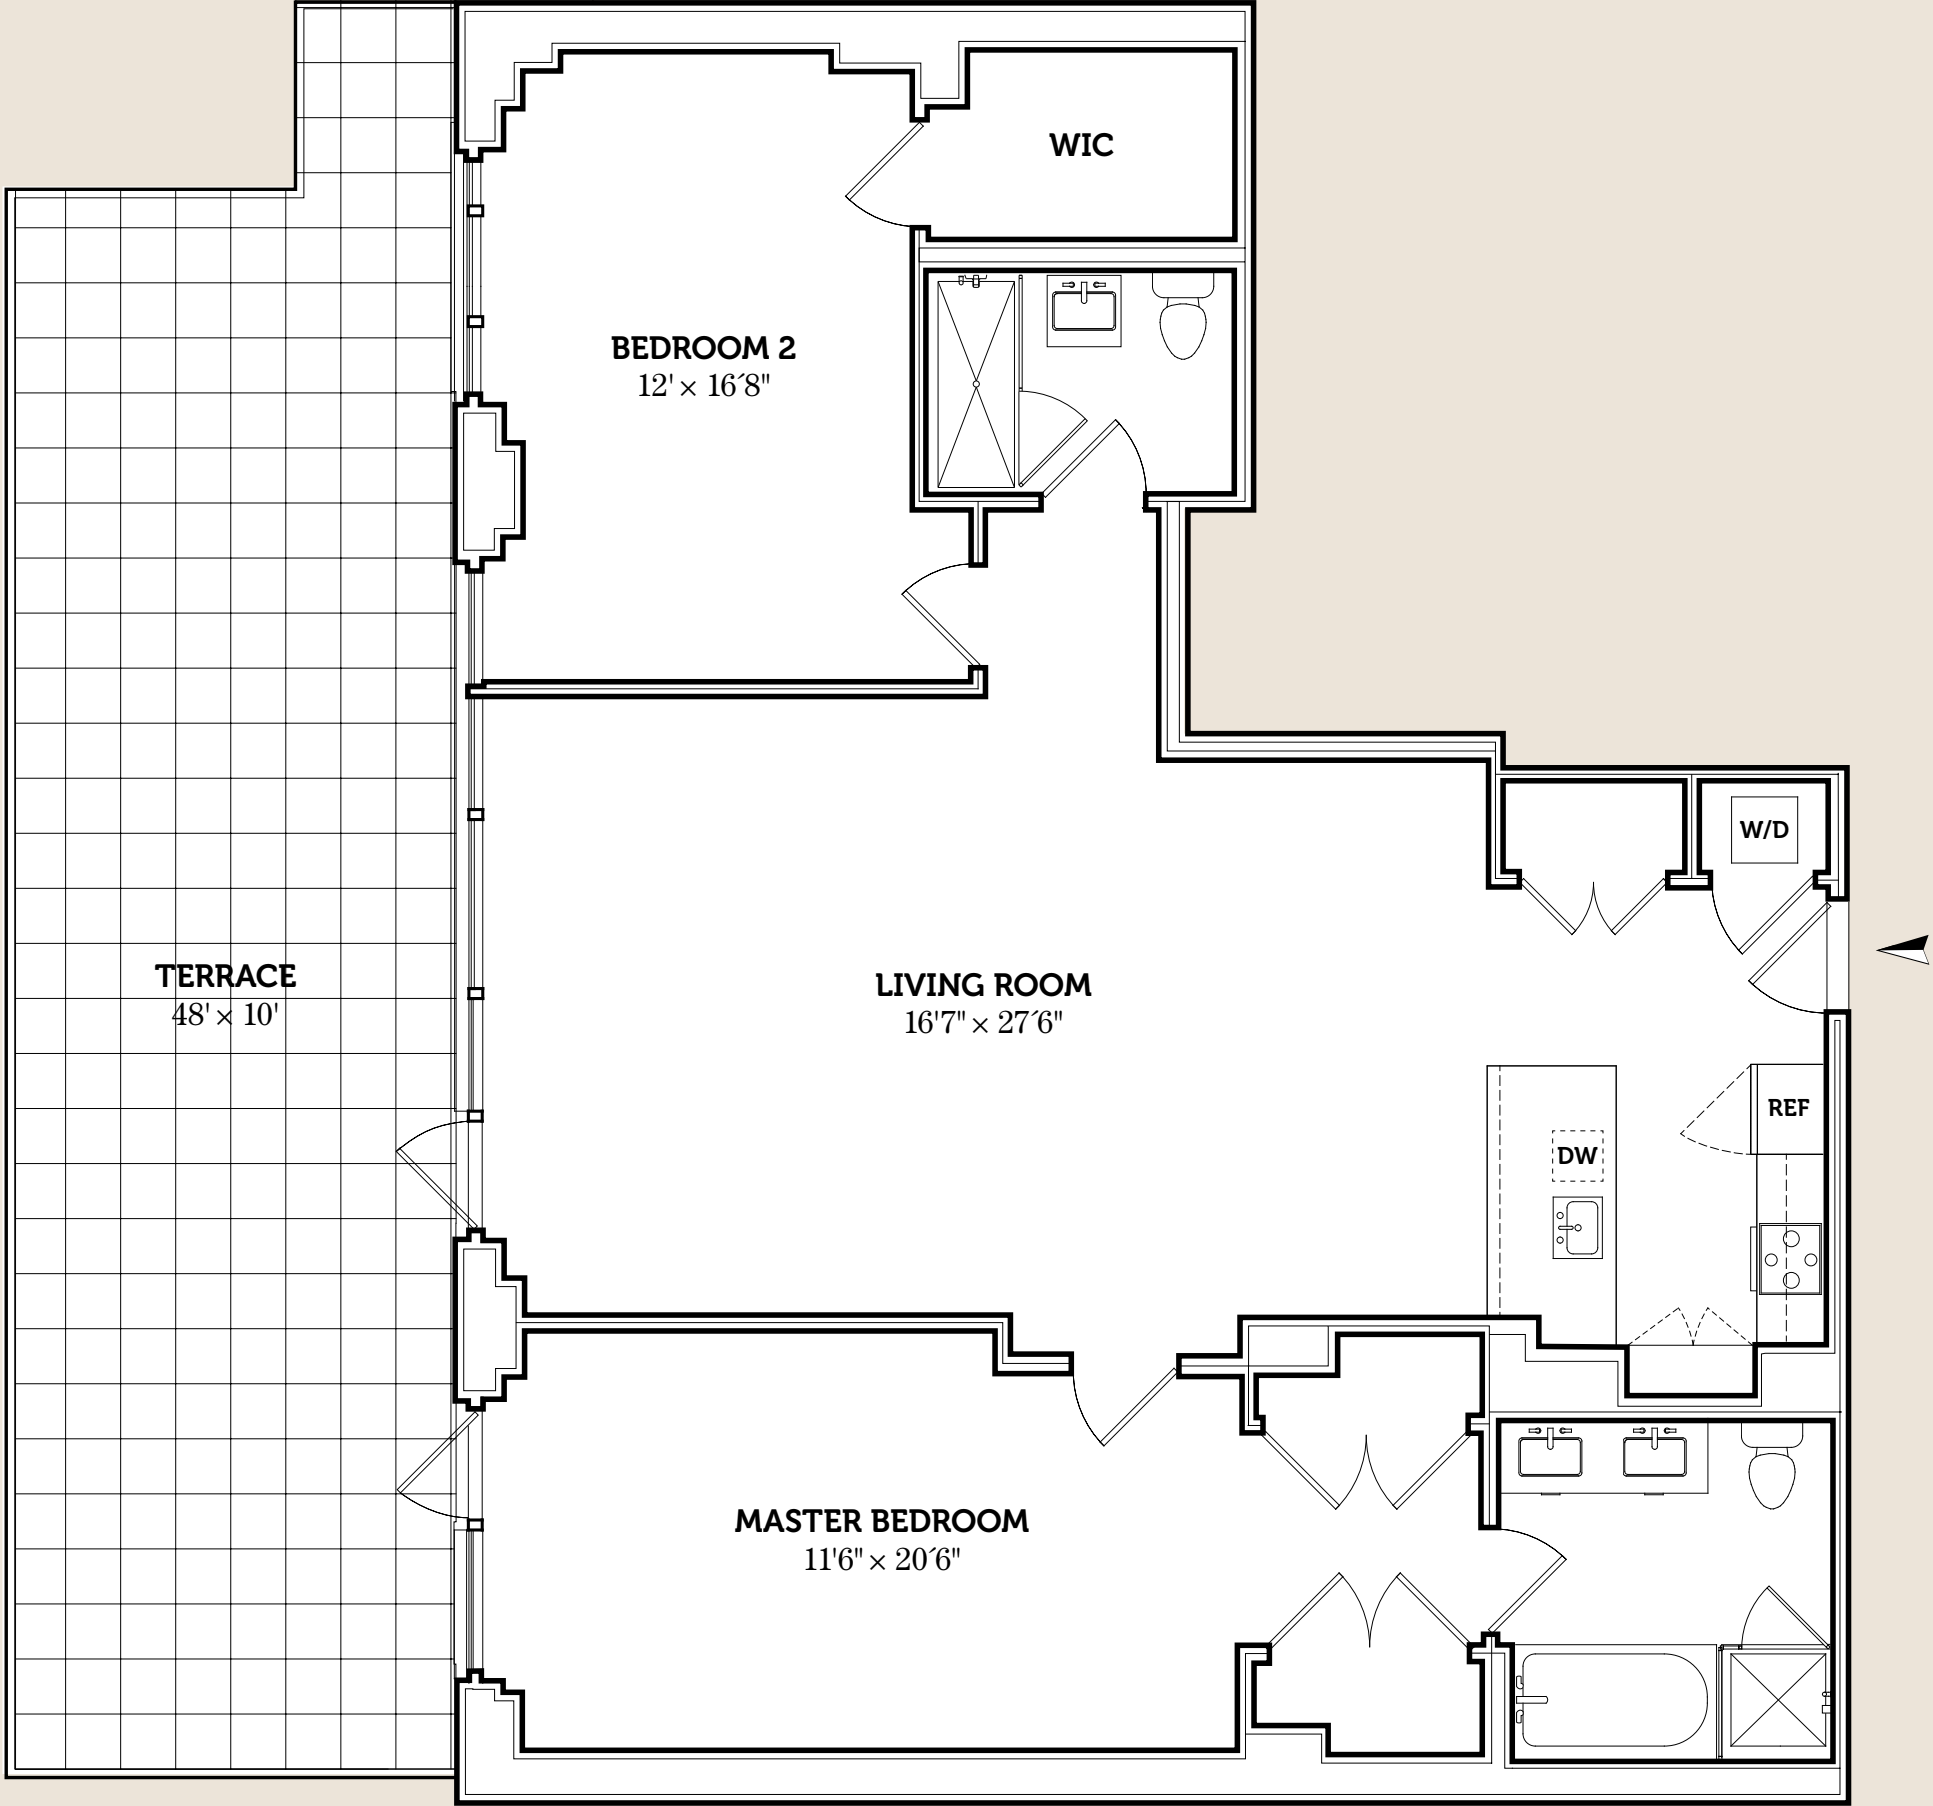 WIC
BEDROOM 2
12' × 16´8"
W/D
TERRACE
48' × 10'
LIVING ROOM
16'7" × 27´6"
REF
DW
MASTER BEDROOM
11'6" × 20´6"